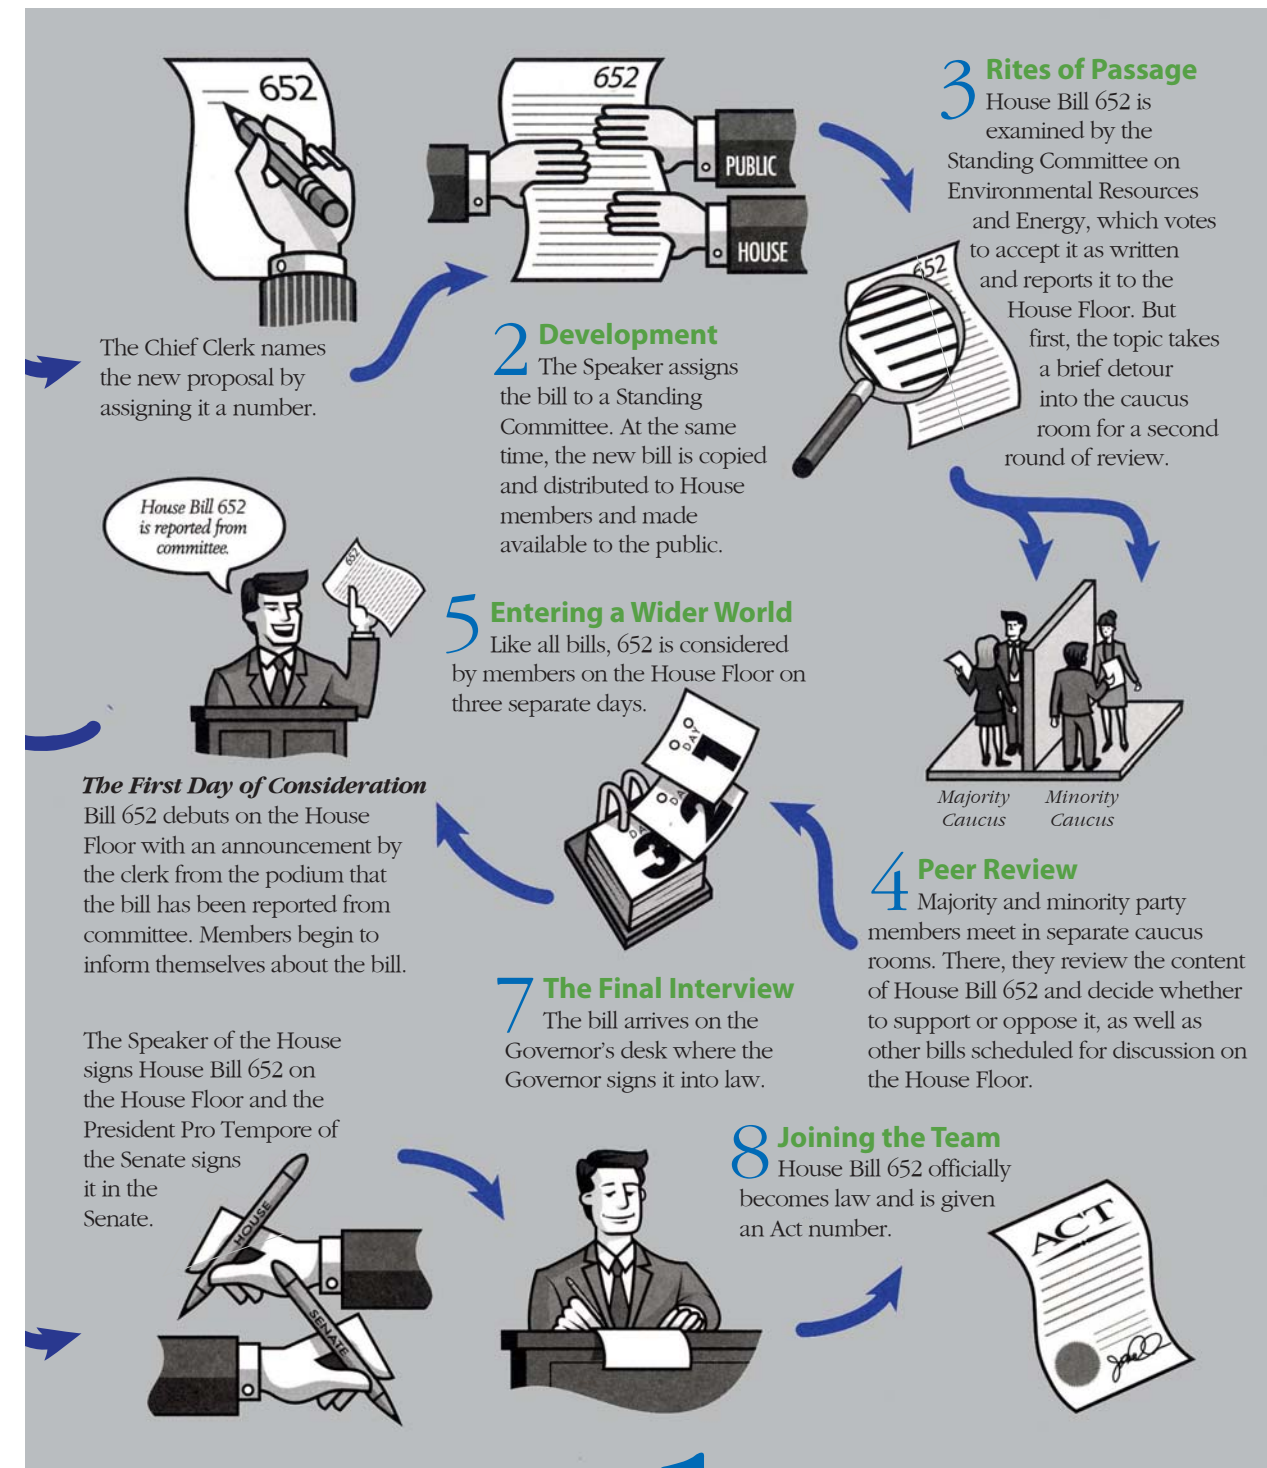 652
The Chief Clerk names
the new proposal by
assigning it a number.
652
PUBLIC
HOUSE
2 Development
The Speaker assigns
the bill to a Standing
Committee. At the same
time, the new bill is copied
and distributed to House
members and made
available to the public.
3 Rites of Passage
House Bill 652 is
examined by the
Standing Committee on
Environmental Resources
and Energy, which votes
to accept it as written
and reports it to the
House Floor. But
first, the topic takes
a brief detour
into the caucus
room for a second
round of review.
652
Majority
Caucus
Minority
Caucus
4 Peer Review
Majority and minority party
members meet in separate caucus
rooms. There, they review the content
of House Bill 652 and decide whether
to support or oppose it, as well as
other bills scheduled for discussion on
the House Floor.
5 Entering a Wider World
Like all bills, 652 is considered
by members on the House Floor on
three separate days.
DAY
1
DA
2
DA
3
House Bill 652
is reported from
committee.
652
The First Day of Consideration
Bill 652 debuts on the House
Floor with an announcement by
the clerk from the podium that
the bill has been reported from
committee. Members begin to
inform themselves about the bill.
The Speaker of the House
signs House Bill 652 on
the House Floor and the
President Pro Tempore of
the Senate signs
it in the
Senate.
HOUSE
SENATE
7 The Final Interview
The bill arrives on the
Governor's desk where the
Governor signs it into law.
8 Joining the Team
House Bill 652 officially
becomes law and is given
an Act number.
ACT